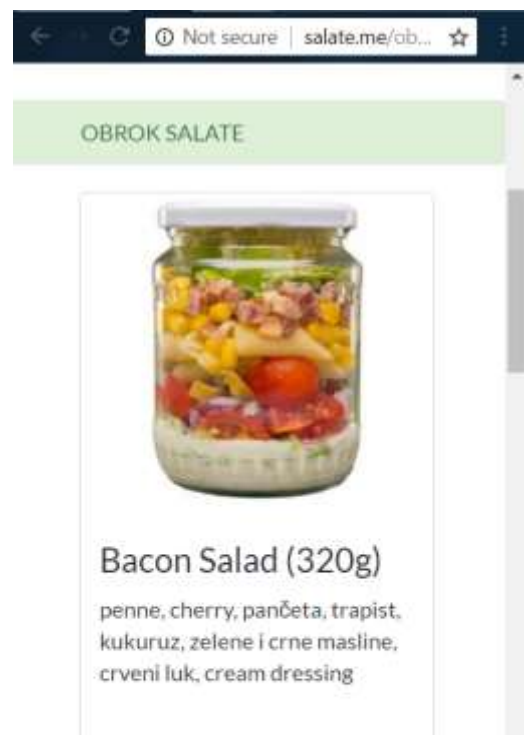 Not secure | salate.me/ob...
OBROK SALATE
Bacon Salad (320g)
penne, cherry, pančeta, trapist,
kukuruz, zelene i crne masline,
crveni luk, cream dressing